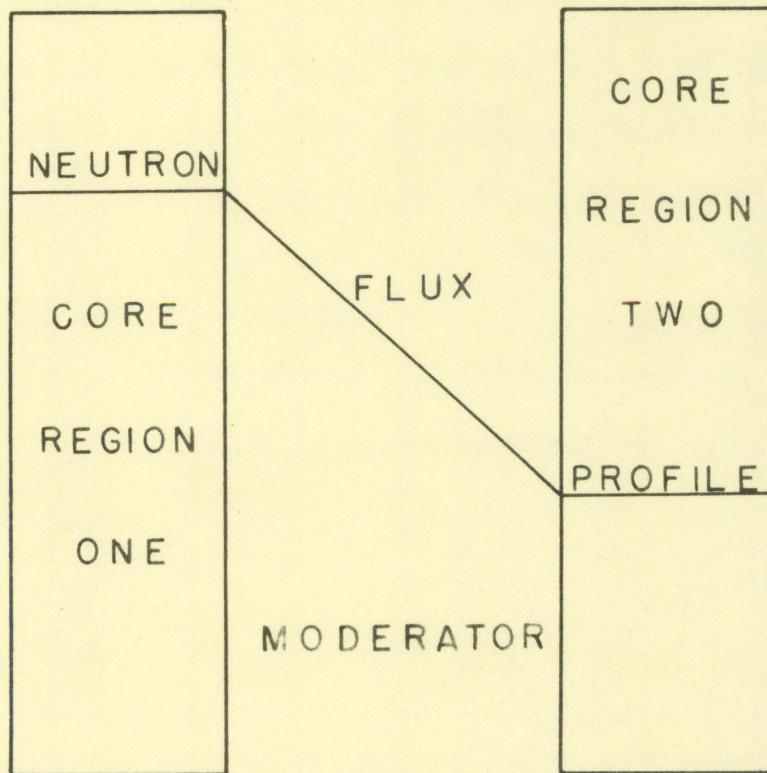 NEUTRON
FLUX
PROFILE
CORE
REGION
ONE
CORE
REGION
TWO
MODERATOR